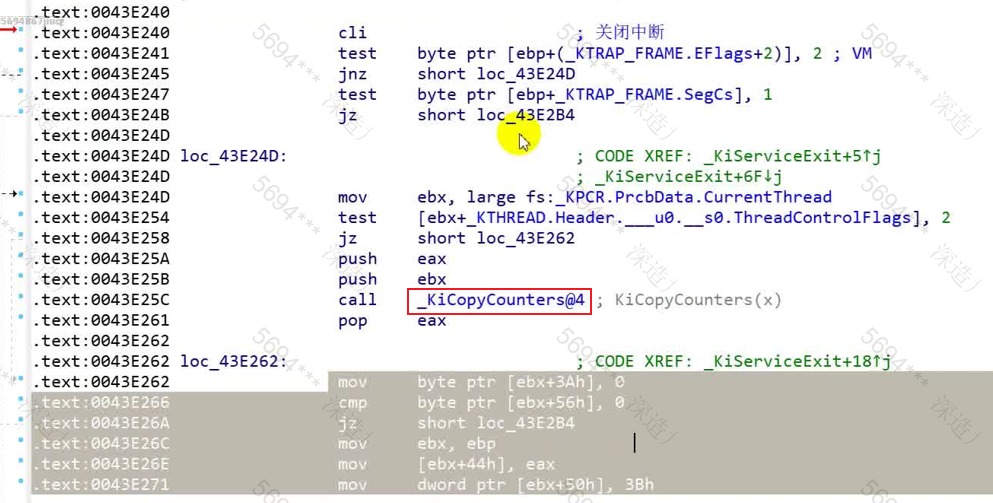 .text:0043E240
.text:0043E240 cli ; 关闭中断
.text:0043E241 test byte ptr [ebp+(_KTRAP_FRAME.EFlags+2)], 2 ; VM
.text:0043E245 jnz short loc_43E24D
.text:0043E247 test byte ptr [ebp+_KTRAP_FRAME.SegCs], 1
.text:0043E24B jz short loc_43E2B4
.text:0043E24D
.text:0043E24D loc_43E24D: ; CODE XREF: _KiServiceExit+5↑j
.text:0043E24D ; _KiServiceExit+6F↓j
.text:0043E24D mov ebx, large fs:_KPCR.PrcbData.CurrentThread
.text:0043E254 test [ebx+_KTHREAD.Header.___u0.__s0.ThreadControlFlags], 2
.text:0043E258 jz short loc_43E262
.text:0043E25A push eax
.text:0043E25B push ebx
.text:0043E25C call _KiCopyCounters@4 ; KiCopyCounters(x)
.text:0043E261 pop eax
.text:0043E262
.text:0043E262 loc_43E262: ; CODE XREF: _KiServiceExit+18↑j
.text:0043E262 mov byte ptr [ebx+3Ah], 0
.text:0043E266 cmp byte ptr [ebx+56h], 0
.text:0043E26A jz short loc_43E2B4
.text:0043E26C mov ebx, ebp
.text:0043E26E mov [ebx+44h], eax
.text:0043E271 mov dword ptr [ebx+50h], 3Bh